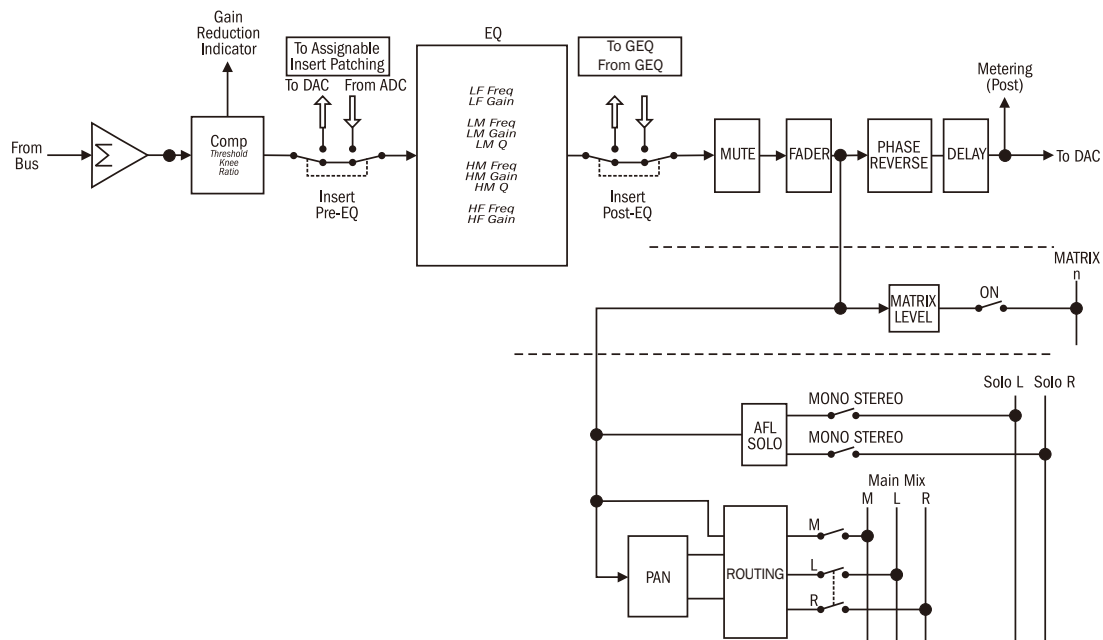 Gain
Reduction
Indicator
To Assignable
Insert Patching
To DAC From ADC
EQ
To GEQ
From GEQ
Metering
(Post)
From
Bus
Σ
Comp
Threshold
Knee
Ratio
Insert
Pre-EQ
LF Freq
LF Gain
LM Freq
LM Gain
LM Q
HM Freq
HM Gain
HM Q
HF Freq
HF Gain
Insert
Post-EQ
MUTE
FADER
PHASE
REVERSE
DELAY
To DAC
MATRIX
n
MATRIX
LEVEL
ON
Solo L Solo R
MONO STEREO
AFL
SOLO
MONO STEREO
Main Mix
M L R
M
PAN
ROUTING
L
R